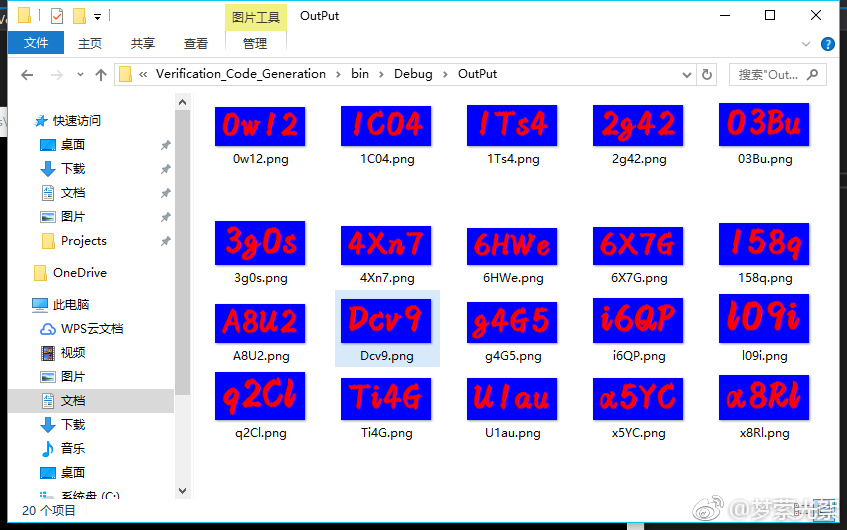 图片工具
OutPut
文件
主页
共享
查看
管理
« Verification_Code_Generation › bin › Debug › OutPut
搜索"Out...
快速访问
桌面
下载
文档
图片
Projects
OneDrive
此电脑
WPS云文档
视频
图片
文档
下载
音乐
桌面
系统盘 (C:)
0w12
1C04
1Ts4
2g42
03Bu
0w12.png
1C04.png
1Ts4.png
2g42.png
03Bu.png
3g0s
4Xn7
6HWe
6X7G
158q
3g0s.png
4Xn7.png
6HWe.png
6X7G.png
158q.png
A8U2
Dcv9
g4G5
i6QP
l09i
A8U2.png
Dcv9.png
g4G5.png
i6QP.png
l09i.png
q2Cl
Ti4G
U1au
x5YC
x8Rl
q2Cl.png
Ti4G.png
U1au.png
x5YC.png
x8Rl.png
20 个项目